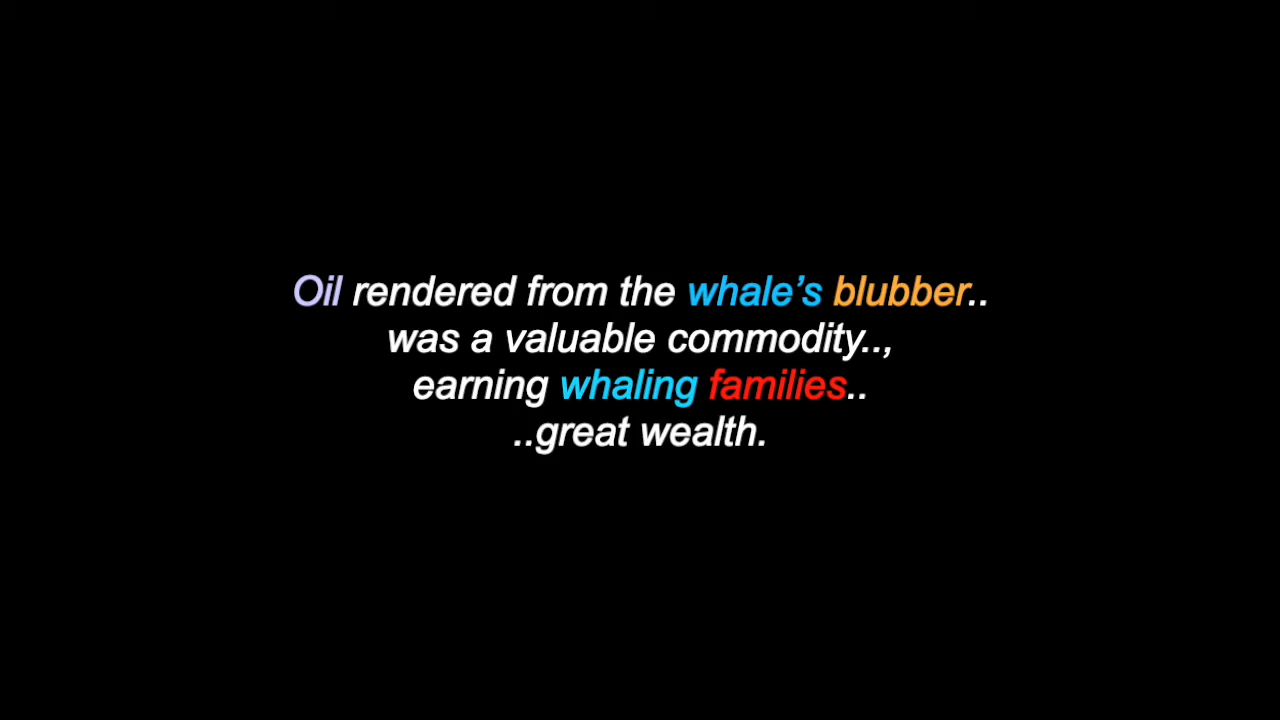 Oil rendered from the whale’s blubber..
was a valuable commodity..,
earning whaling families..
..great wealth.